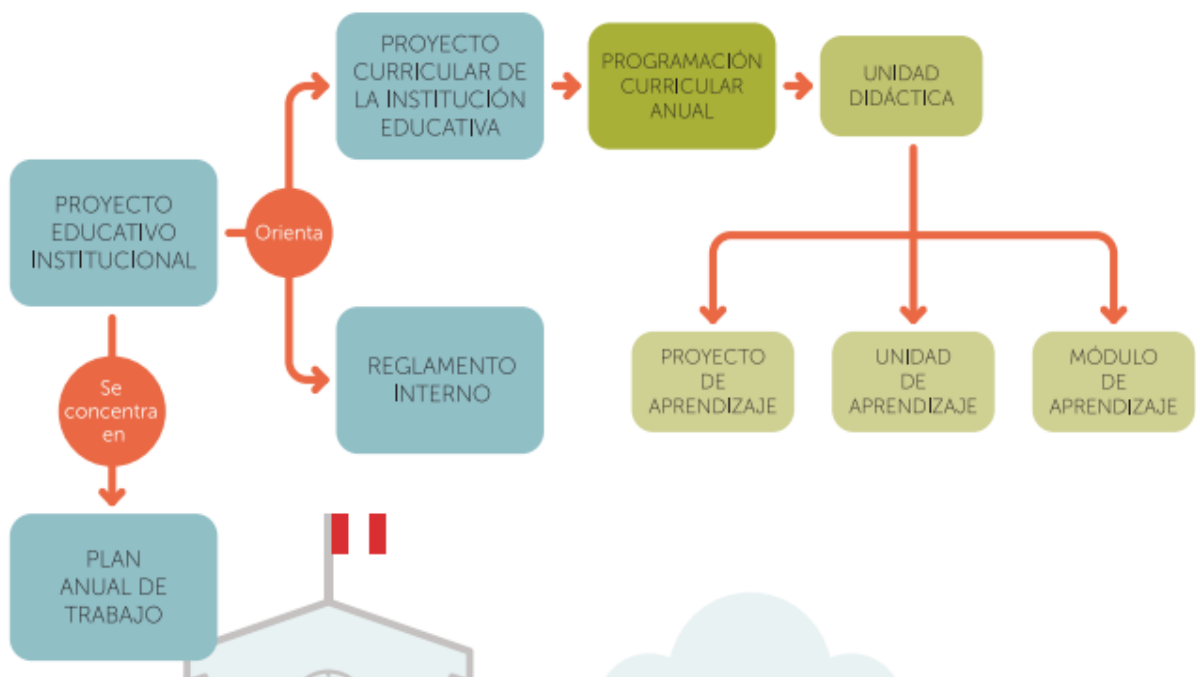 PROYECTO
CURRICULAR DE
LA INSTITUCIÓN
EDUCATIVA
PROGRAMACIÓN
CURRICULAR
ANUAL
UNIDAD
DIDÁCTICA
PROYECTO
EDUCATIVO
INSTITUCIONAL
Orienta
REGLAMENTO
INTERNO
PROYECTO
DE
APRENDIZAJE
UNIDAD
DE
APRENDIZAJE
MÓDULO
DE
APRENDIZAJE
Se
concentra
en
PLAN
ANUAL DE
TRABAJO